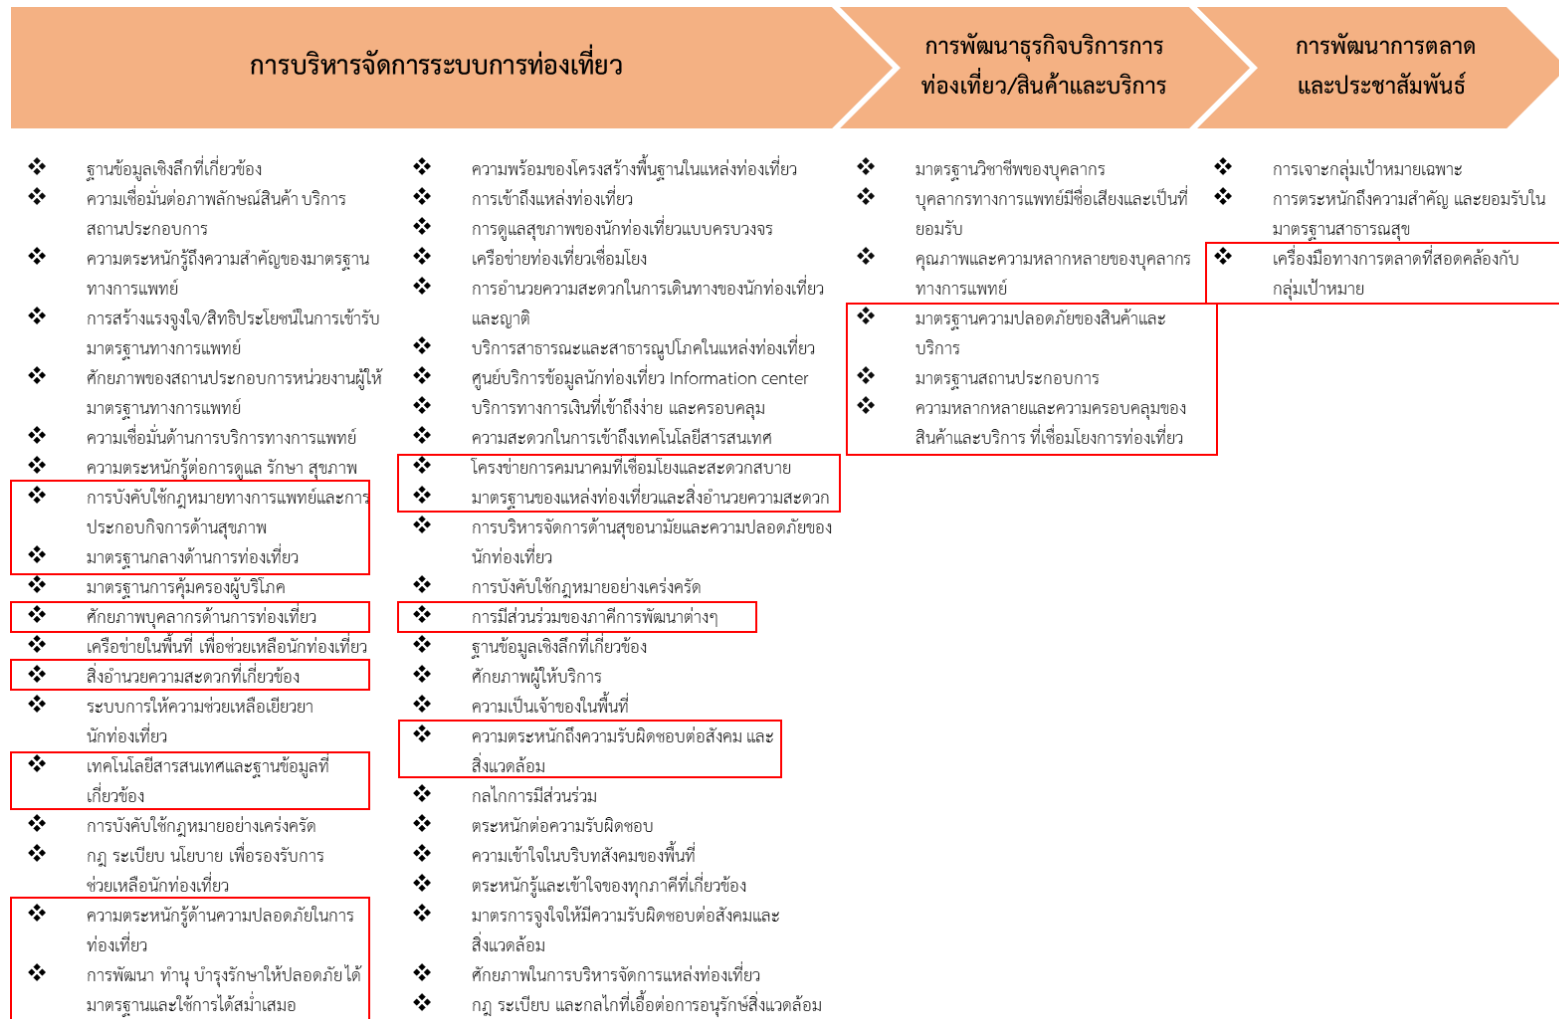 การบริหารจัดการระบบการท่องเที่ยว
การพัฒนาธุรกิจบริการการ
ท่องเที่ยว/สินค้าและบริการ
การพัฒนาการตลาด
และประชาสัมพันธ์
ฐานข้อมูลเชิงลึกที่เกี่ยวข้อง
ความเชื่อมั่นต่อภาพลักษณ์สินค้า บริการ
สถานประกอบการ
ความตระหนักรู้ถึงความสำคัญของมาตรฐาน
ทางการแพทย์
การสร้างแรงจูงใจ/สิทธิประโยชน์ในการเข้ารับ
มาตรฐานทางการแพทย์
ศักยภาพของสถานประกอบการหน่วยงานผู้ให้
มาตรฐานทางการแพทย์
ความเชื่อมั่นด้านการบริการทางการแพทย์
ความตระหนักรู้ต่อการดูแล รักษา สุขภาพ
การบังคับใช้กฎหมายทางการแพทย์และการ
ประกอบกิจการด้านสุขภาพ
มาตรฐานกลางด้านการท่องเที่ยว
มาตรฐานการคุ้มครองผู้บริโภค
ศักยภาพบุคลากรด้านการท่องเที่ยว
เครือข่ายในพื้นที่ เพื่อช่วยเหลือนักท่องเที่ยว
สิ่งอำนวยความสะดวกที่เกี่ยวข้อง
ระบบการให้ความช่วยเหลือเยียวยา
นักท่องเที่ยว
เทคโนโลยีสารสนเทศและฐานข้อมูลที่
เกี่ยวข้อง
การบังคับใช้กฎหมายอย่างเคร่งครัด
กฎ ระเบียบ นโยบาย เพื่อรองรับการ
ช่วยเหลือนักท่องเที่ยว
ความตระหนักรู้ด้านความปลอดภัยในการ
ท่องเที่ยว
การพัฒนา ทำนุ บำรุงรักษาให้ปลอดภัยได้
มาตรฐานและใช้การได้สม่ำเสมอ
ความพร้อมของโครงสร้างพื้นฐานในแหล่งท่องเที่ยว
การเข้าถึงแหล่งท่องเที่ยว
การดูแลสุขภาพของนักท่องเที่ยวแบบครบวงจร
เครือข่ายท่องเที่ยวเชื่อมโยง
การอำนวยความสะดวกในการเดินทางของนักท่องเที่ยว
และญาติ
บริการสาธารณะและสาธารณูปโภคในแหล่งท่องเที่ยว
ศูนย์บริการข้อมูลนักท่องเที่ยว Information center
บริการทางการเงินที่เข้าถึงง่าย และครอบคลุม
ความสะดวกในการเข้าถึงเทคโนโลยีสารสนเทศ
โครงข่ายการคมนาคมที่เชื่อมโยงและสะดวกสบาย
มาตรฐานของแหล่งท่องเที่ยวและสิ่งอำนวยความสะดวก
การบริหารจัดการด้านสุขอนามัยและความปลอดภัยของ
นักท่องเที่ยว
การบังคับใช้กฎหมายอย่างเคร่งครัด
การมีส่วนร่วมของภาคีการพัฒนาต่างๆ
ฐานข้อมูลเชิงลึกที่เกี่ยวข้อง
ศักยภาพผู้ให้บริการ
ความเป็นเจ้าของในพื้นที่
ความตระหนักถึงความรับผิดชอบต่อสังคม และ
สิ่งแวดล้อม
กลไกการมีส่วนร่วม
ตระหนักต่อความรับผิดชอบ
ความเข้าใจในบริบทสังคมของพื้นที่
ตระหนักรู้และเข้าใจของทุกภาคีที่เกี่ยวข้อง
มาตรการจูงใจให้มีความรับผิดชอบต่อสังคมและ
สิ่งแวดล้อม
ศักยภาพในการบริหารจัดการแหล่งท่องเที่ยว
กฎ ระเบียบ และกลไกที่เอื้อต่อการอนุรักษ์สิ่งแวดล้อม
มาตรฐานวิชาชีพของบุคลากร
บุคลากรทางการแพทย์มีชื่อเสียงและเป็นที่
ยอมรับ
คุณภาพและความหลากหลายของบุคลากร
ทางการแพทย์
มาตรฐานความปลอดภัยของสินค้าและ
บริการ
มาตรฐานสถานประกอบการ
ความหลากหลายและความครอบคลุมของ
สินค้าและบริการ ที่เชื่อมโยงการท่องเที่ยว
การเจาะกลุ่มเป้าหมายเฉพาะ
การตระหนักถึงความสำคัญ และยอมรับใน
มาตรฐานสาธารณสุข
เครื่องมือทางการตลาดที่สอดคล้องกับ
กลุ่มเป้าหมาย